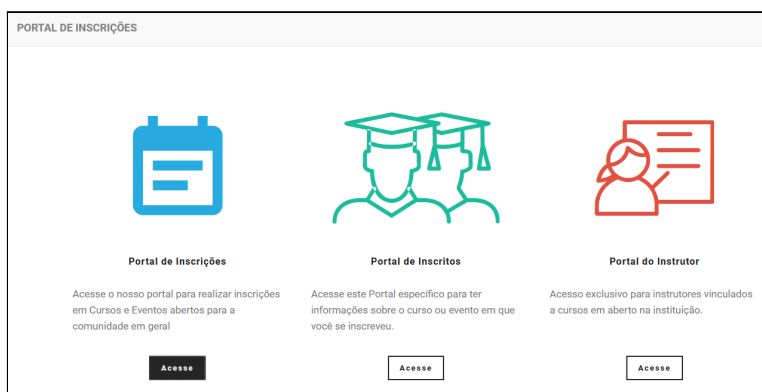 PORTAL DE INSCRIÇÕES
Portal de Inscrições
Acesse o nosso portal para realizar inscrições
em Cursos e Eventos abertos para a
comunidade em geral
Acesse
Portal de Inscritos
Acesse este Portal específico para ter
informações sobre o curso ou evento em que
você se inscreveu.
Acesse
Portal do Instrutor
Acesso exclusivo para instrutores vinculados
a cursos em aberto na instituição.
Acesse